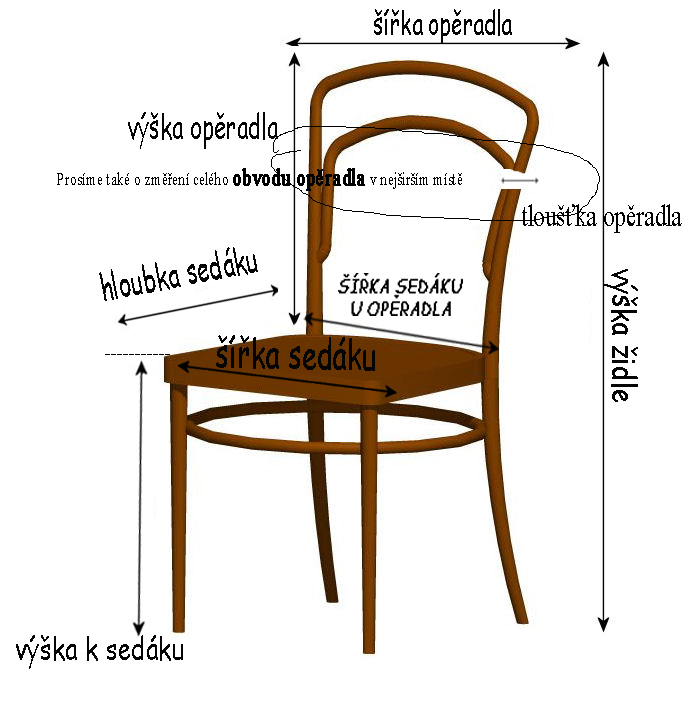 šířka opěradla
výška opěradla
Prosíme také o změření celého obvodu opěradla v nejširším místě
tloušťka opěradla
hloubka sedáku
ŠÍŘKA SEDÁKU
U OPĚRADLA
výška židle
šířka sedáku
výška k sedáku